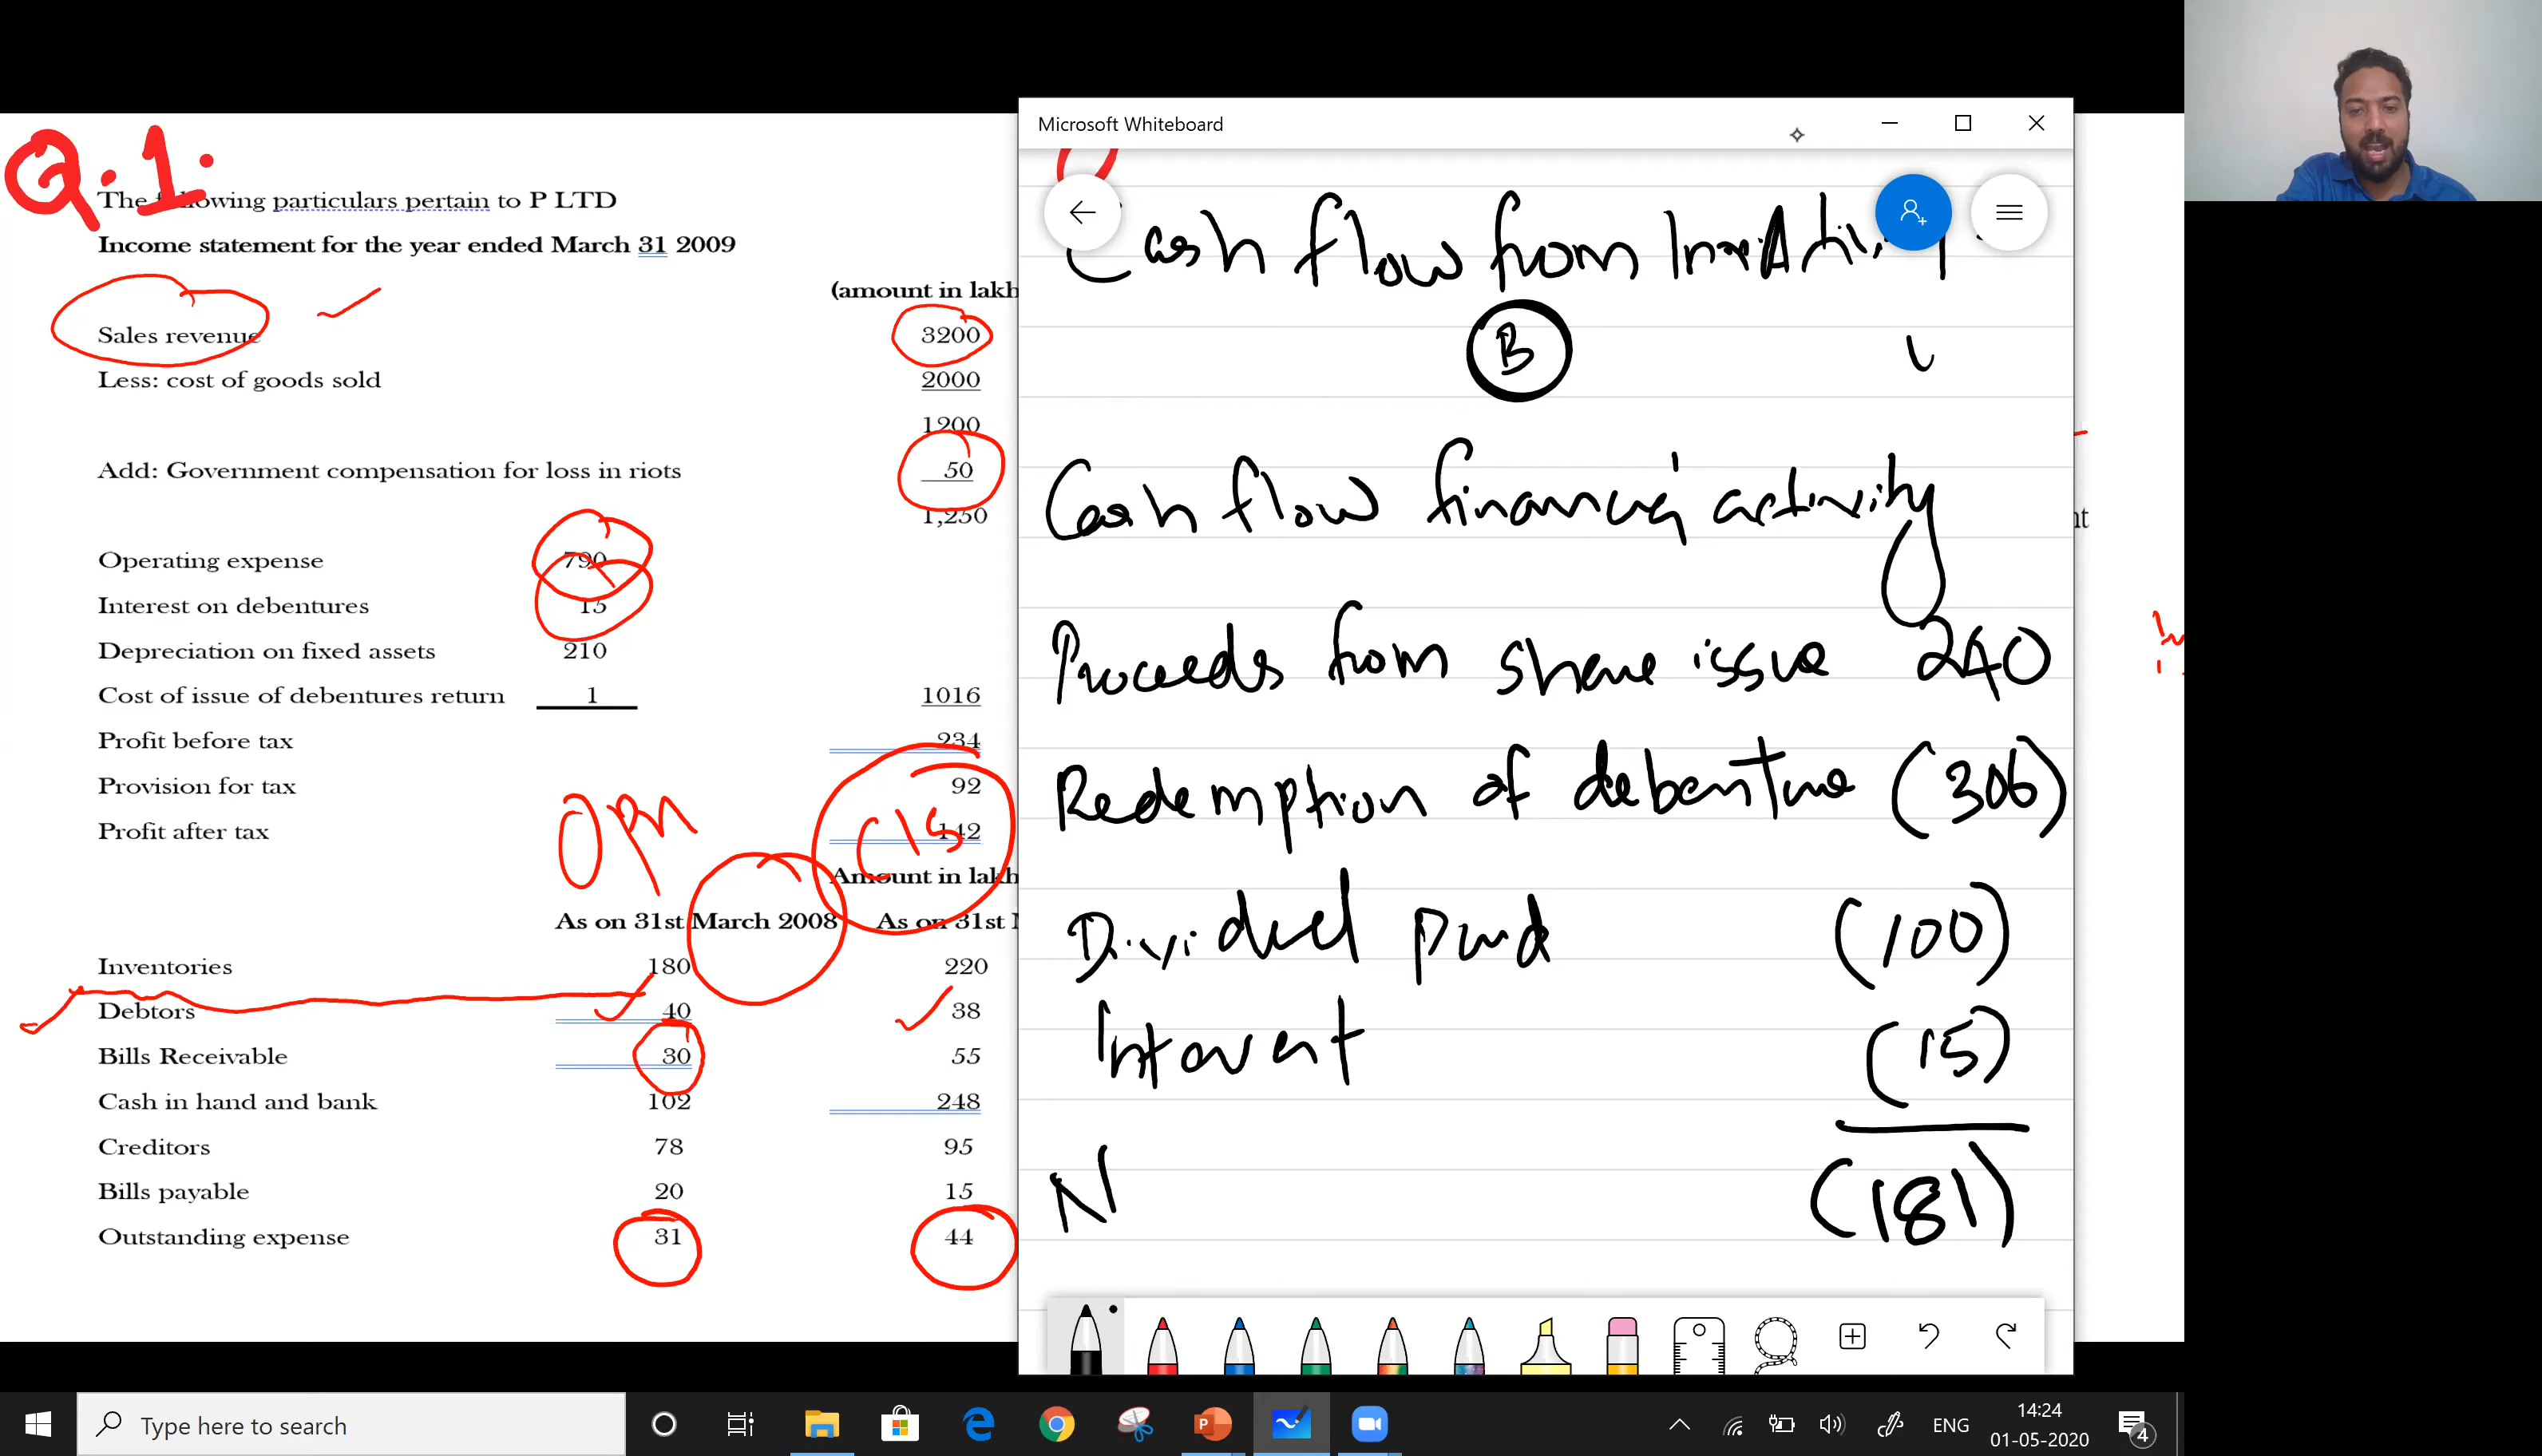 Q.1.
The following particulars pertain to P LTD
Income statement for the year ended March 31 2009
(amount in lakh
Sales revenue 3200
Less: cost of goods sold 2000
1200
Add: Government compensation for loss in riots 50
1,250
Operating expense 790
Interest on debentures 15
Depreciation on fixed assets 210
Cost of issue of debentures return 1 1016
Profit before tax 234
Provision for tax 92
Profit after tax 142
Opn
Cls
Amount in lakh
As on 31st March 2008 As on 31st M
Inventories 180 220
Debtors 40 38
Bills Receivable 30 55
Cash in hand and bank 102 248
Creditors 78 95
Bills payable 20 15
Outstanding expense 31 44
Microsoft Whiteboard
Cash flow from
B
Cash flow financing activity
Proceeds from share issue 240
Redemption of debenture (306)
Dividend paid (100)
Interest (15)
N (181)
nt
Type here to search
ENG
14:24
01-05-2020
4